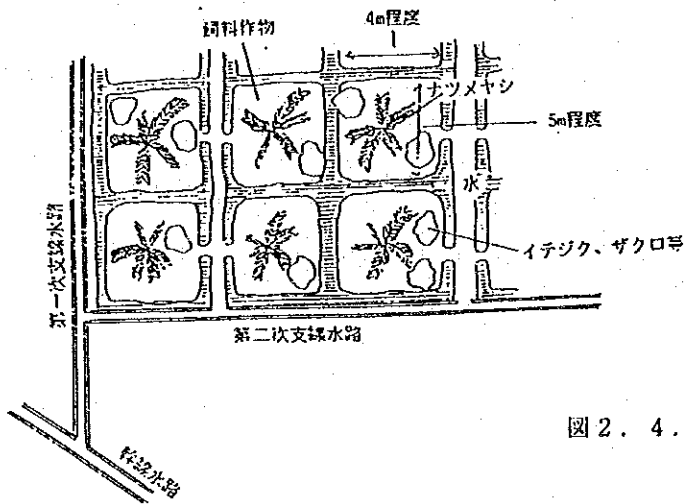 飼料作物
4m程度
ナツメヤシ
5m程度
水
イチジク、ザクロ等
第一次支線水路
第二次支線水路
幹線水路
図2.4.